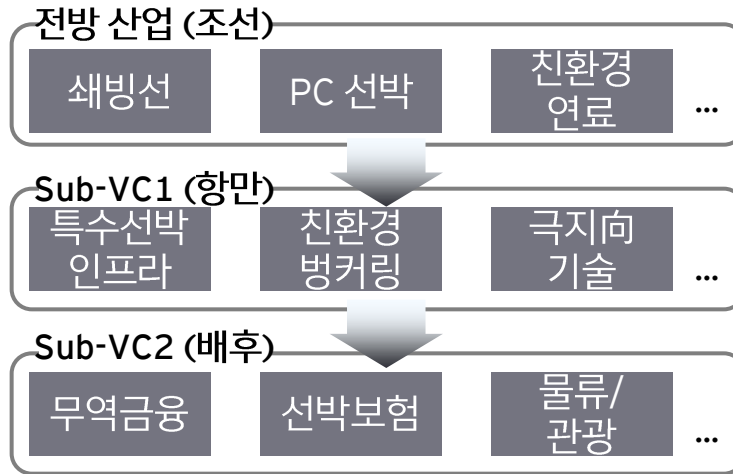 전방 산업 (조선)
쇄빙선
PC 선박
친환경
연료
...
Sub-VC1 (항만)
특수선박
인프라
친환경
벙커링
극지向
기술
...
Sub-VC2 (배후)
무역금융
선박보험
물류/
관광
...